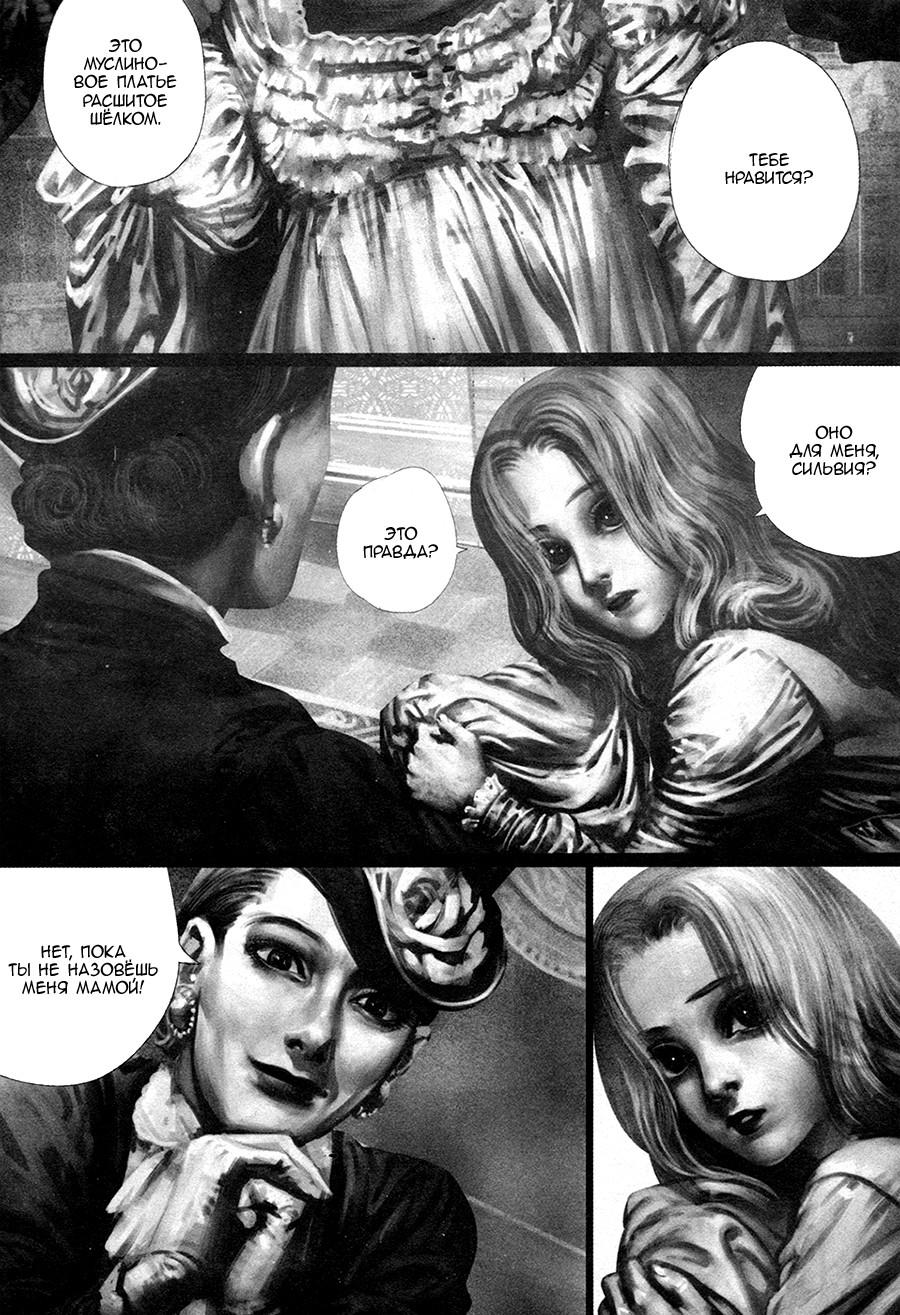 ЭТО
МУСЛИНО-
ВОЕ ПЛАТЬЕ
РАСШИТОЕ
ШЁЛКОМ.
ТЕБЕ
НРАВИТСЯ?
ОНО
ДЛЯ МЕНЯ,
СИЛЬВИЯ?
ЭТО
ПРАВДА?
НЕТ, ПОКА
ТЫ НЕ НАЗОВЁШЬ
МЕНЯ МАМОЙ!